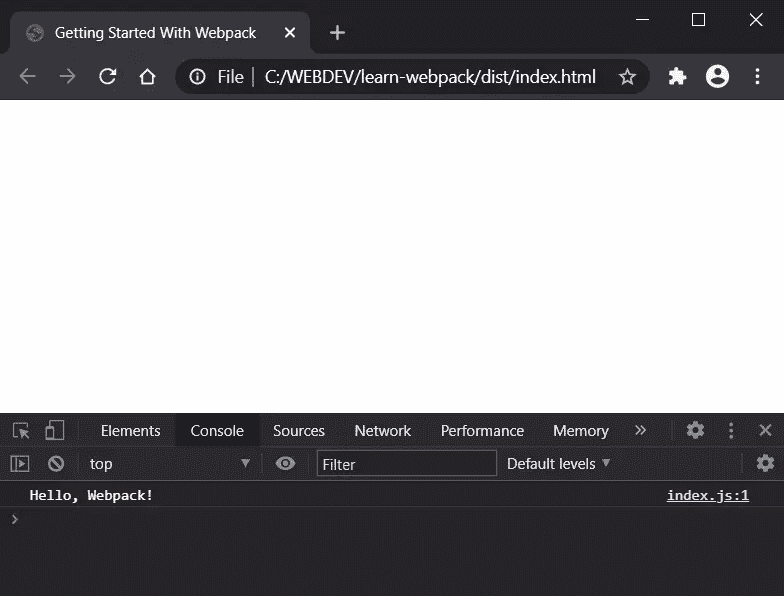 Getting Started With Webpack
File | C:/WEBDEV/learn-webpack/dist/index.html
Elements Console Sources Network Performance Memory »
top Filter Default levels
Hello, Webpack! index.js:1